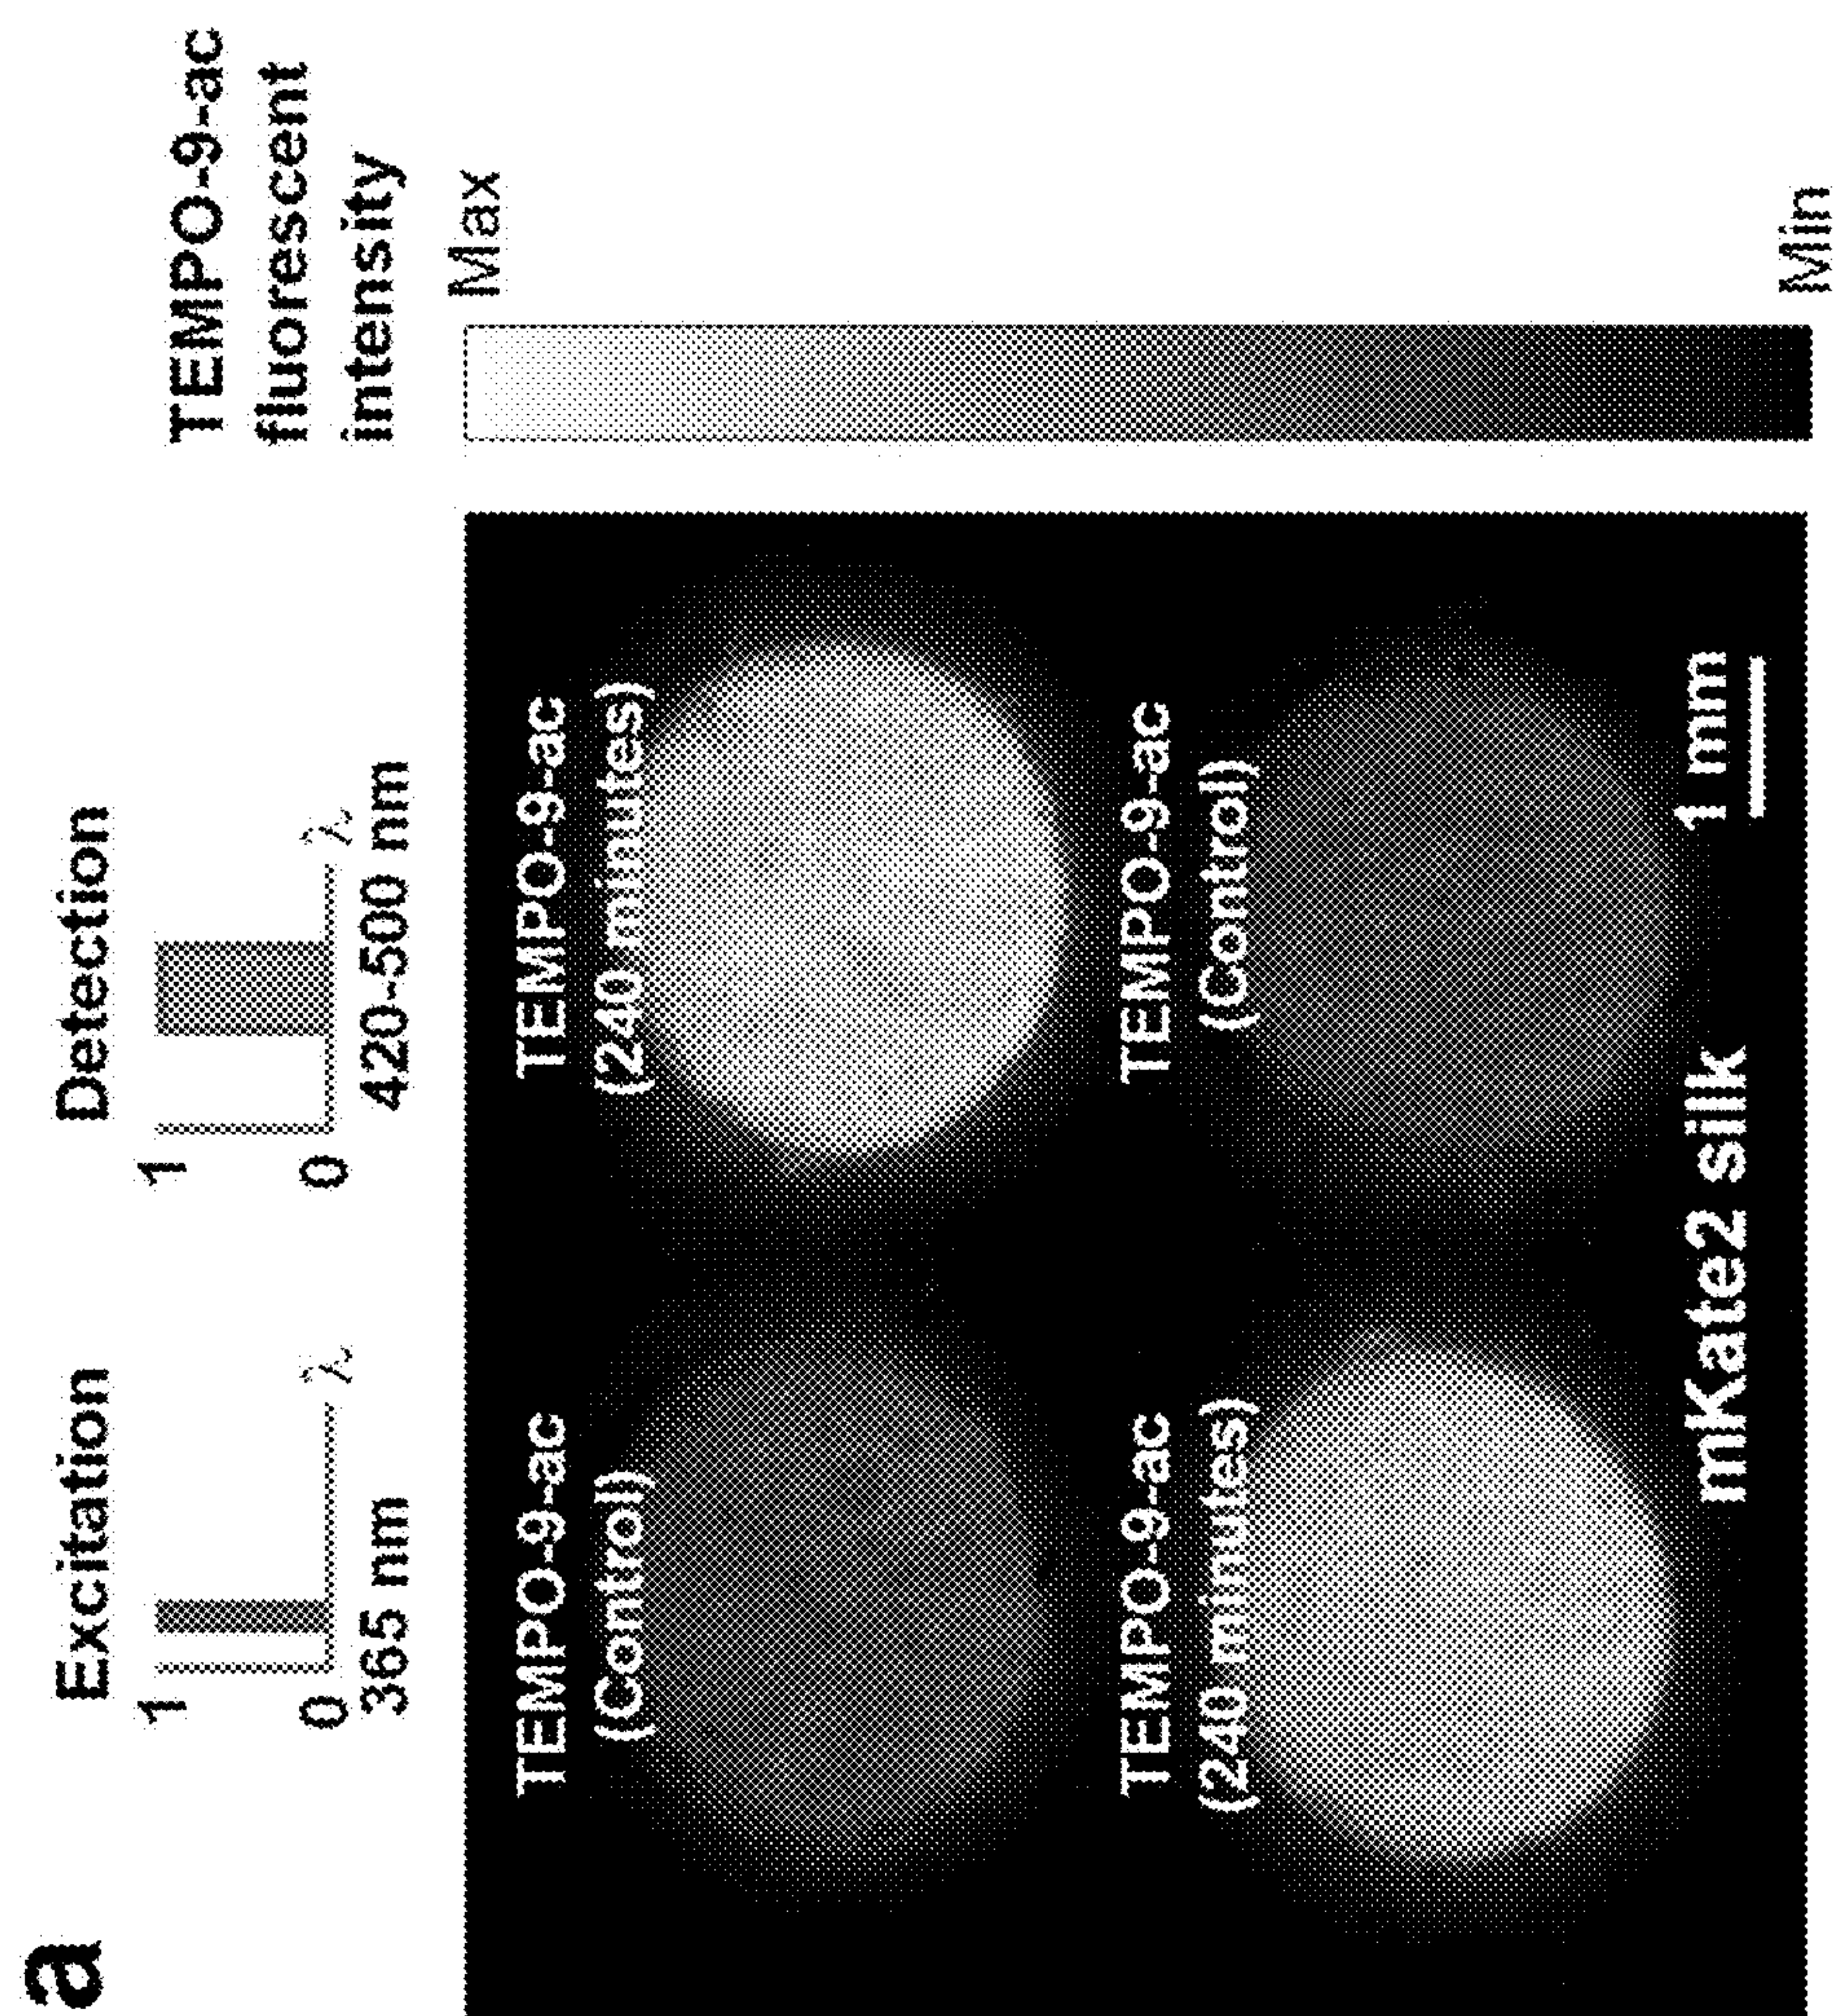 a
Excitation
1
0
λ
365 nm
Detection
1
0
λ
420-500 nm
TEMPO-9-ac
fluorescent
intensity
Max
Min
TEMPO-9-ac
(Control)
TEMPO-9-ac
(240 minutes)
TEMPO-9-ac
(240 minutes)
TEMPO-9-ac
(Control)
mKate2 silk
1 mm